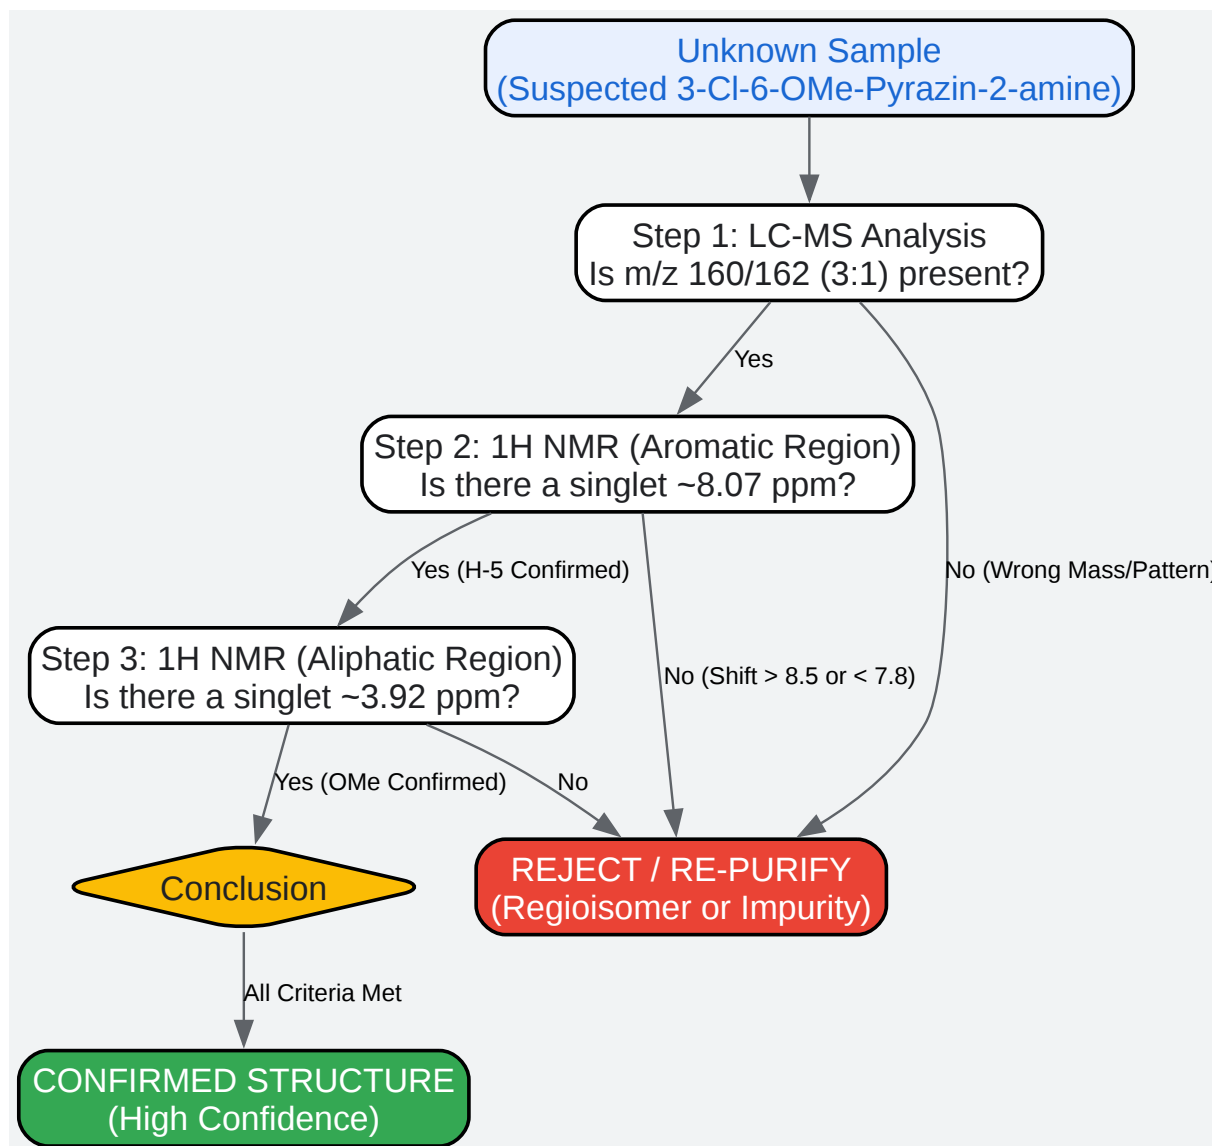 Unknown Sample
(Suspected 3-Cl-6-OMe-Pyrazin-2-amine)
Step 1: LC-MS Analysis
Is m/z 160/162 (3:1) present?
Yes
Step 2: 1H NMR (Aromatic Region)
Is there a singlet ~8.07 ppm?
Yes (H-5 Confirmed)
No (Wrong Mass/Pattern)
Step 3: 1H NMR (Aliphatic Region)
Is there a singlet ~3.92 ppm?
No (Shift > 8.5 or < 7.8)
Yes (OMe Confirmed)
No
Conclusion
REJECT / RE-PURIFY
(Regioisomer or Impurity)
All Criteria Met
CONFIRMED STRUCTURE
(High Confidence)